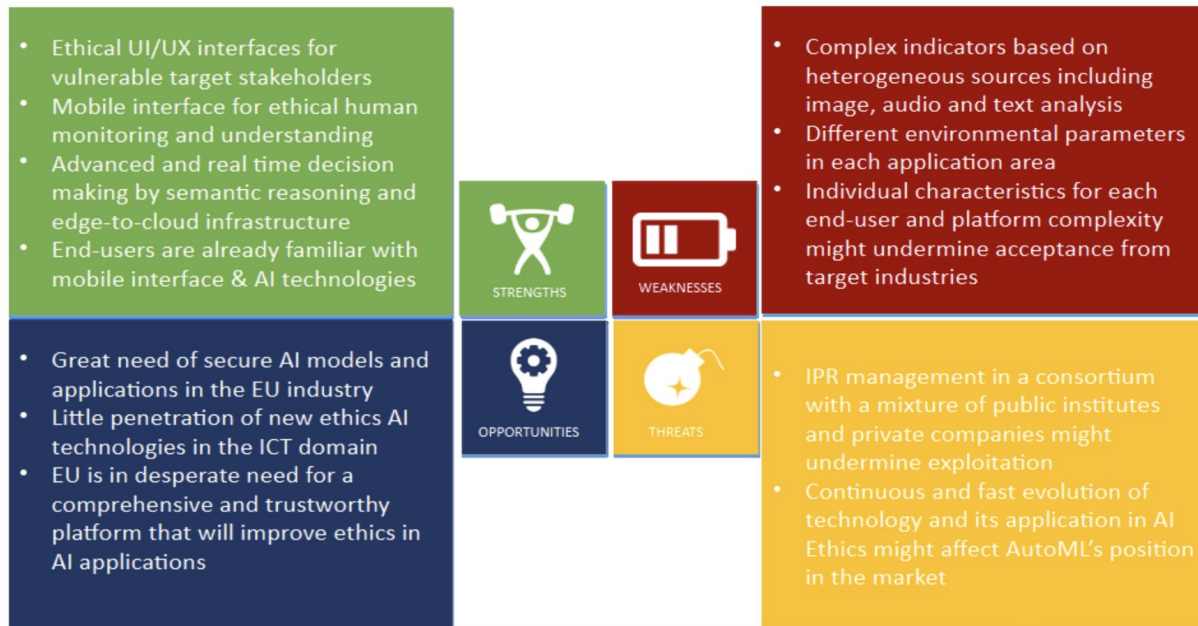 • Ethical UI/UX interfaces for
vulnerable target stakeholders
• Mobile interface for ethical human
monitoring and understanding
• Advanced and real time decision
making by semantic reasoning and
edge-to-cloud infrastructure
• End-users are already familiar with
mobile interface & AI technologies
STRENGTHS
WEAKNESSES
• Complex indicators based on
heterogeneous sources including
image, audio and text analysis
• Different environmental parameters
in each application area
• Individual characteristics for each
end-user and platform complexity
might undermine acceptance from
target industries
• Great need of secure AI models and
applications in the EU industry
• Little penetration of new ethics AI
technologies in the ICT domain
• EU is in desperate need for a
comprehensive and trustworthy
platform that will improve ethics in
AI applications
OPPORTUNITIES
THREATS
• IPR management in a consortium
with a mixture of public institutes
and private companies might
undermine exploitation
• Continuous and fast evolution of
technology and its application in AI
Ethics might affect AutoML's position
in the market